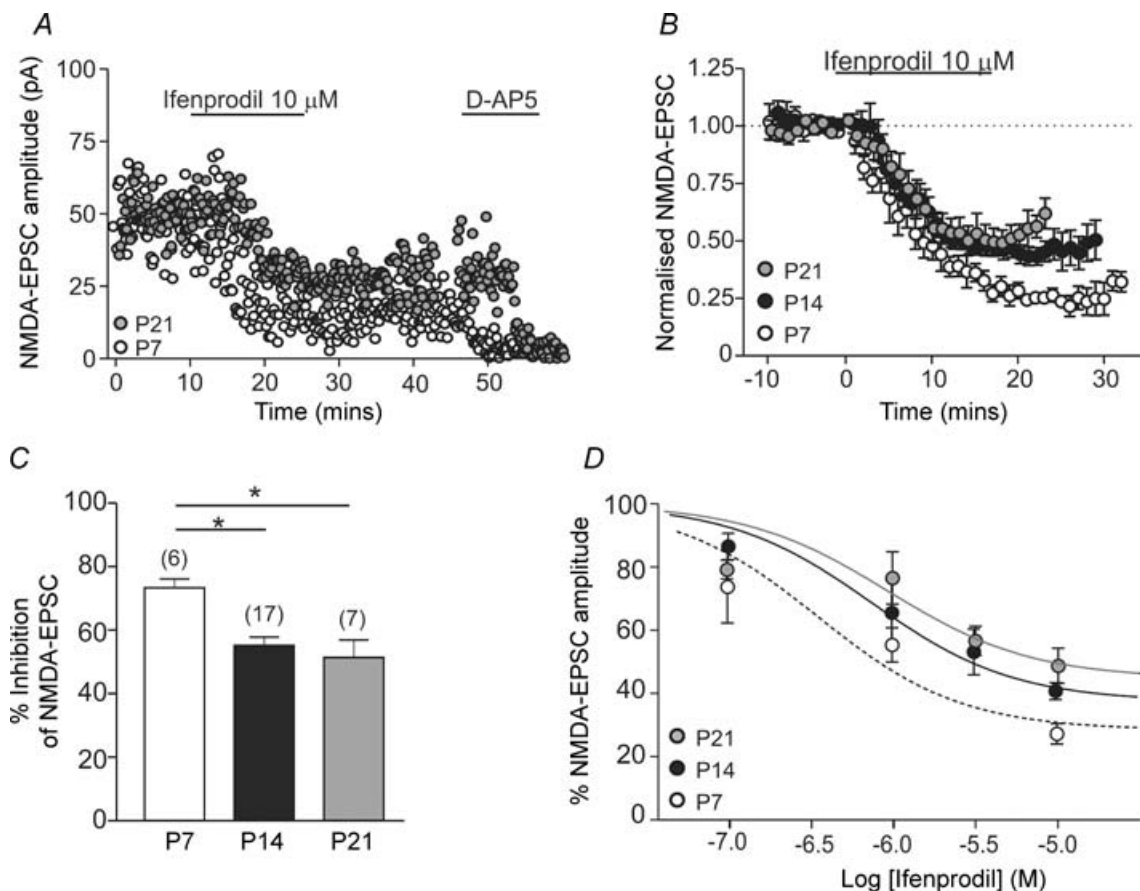 A
NMDA-EPSC amplitude (pA)
100
75
50
25
0
Ifenprodil 10 μM
D-AP5
P21
P7
0 10 20 30 40 50
Time (mins)
B
Normalised NMDA-EPSC
Ifenprodil 10 μM
1.25
1.00
0.75
0.50
0.25
0
P21
P14
P7
-10 0 10 20 30
Time (mins)
C
% Inhibition
of NMDA-EPSC
100
80
60
40
20
0
*
*
(6)
(17)
(7)
P7 P14 P21
D
% NMDA-EPSC amplitude
100
80
60
40
20
0
P21
P14
P7
-7.0 -6.5 -6.0 -5.5 -5.0
Log [Ifenprodil] (M)